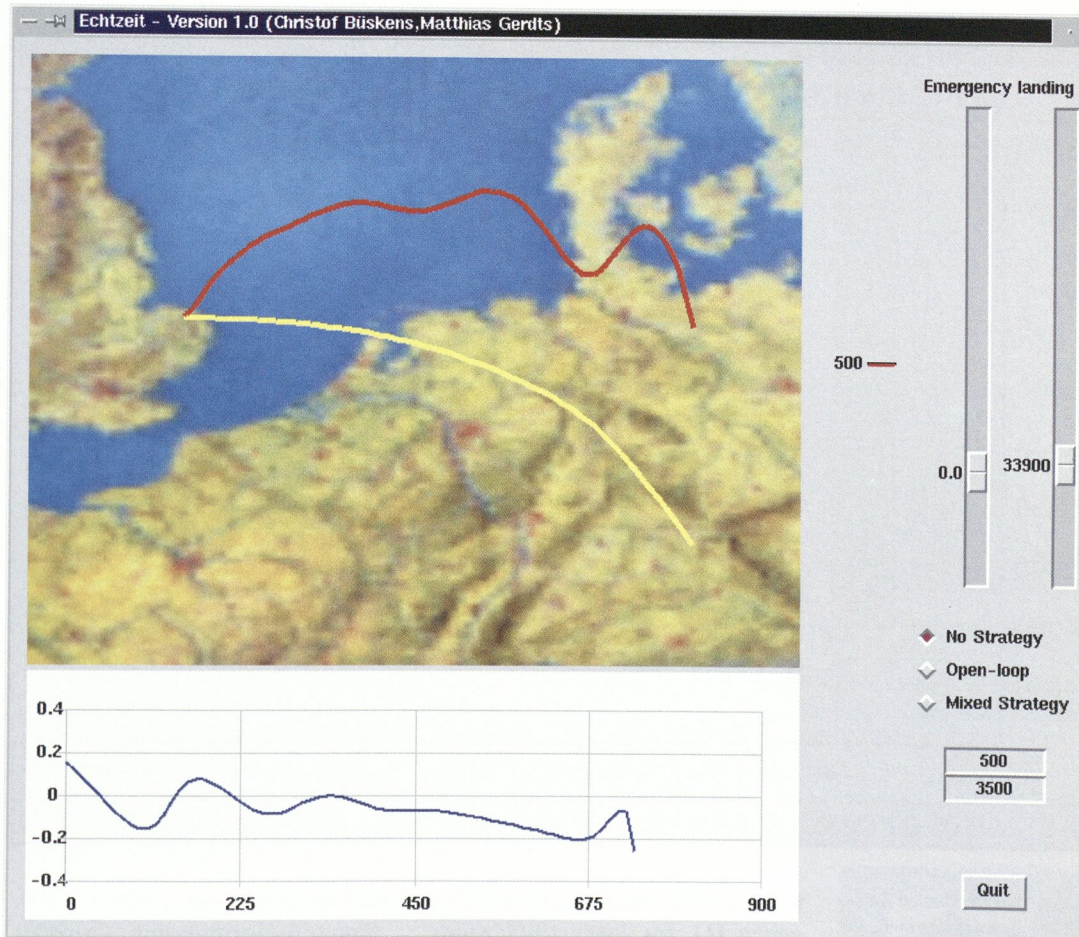 Echtzeit - Version 1.0 (Christof Büskens,Matthias Gerdts)
Emergency landing
500
0.0
33900
No Strategy
Open-loop
Mixed Strategy
500
3500
Quit
0.4
0.2
0
-0.2
-0.4
0 225 450 675 900